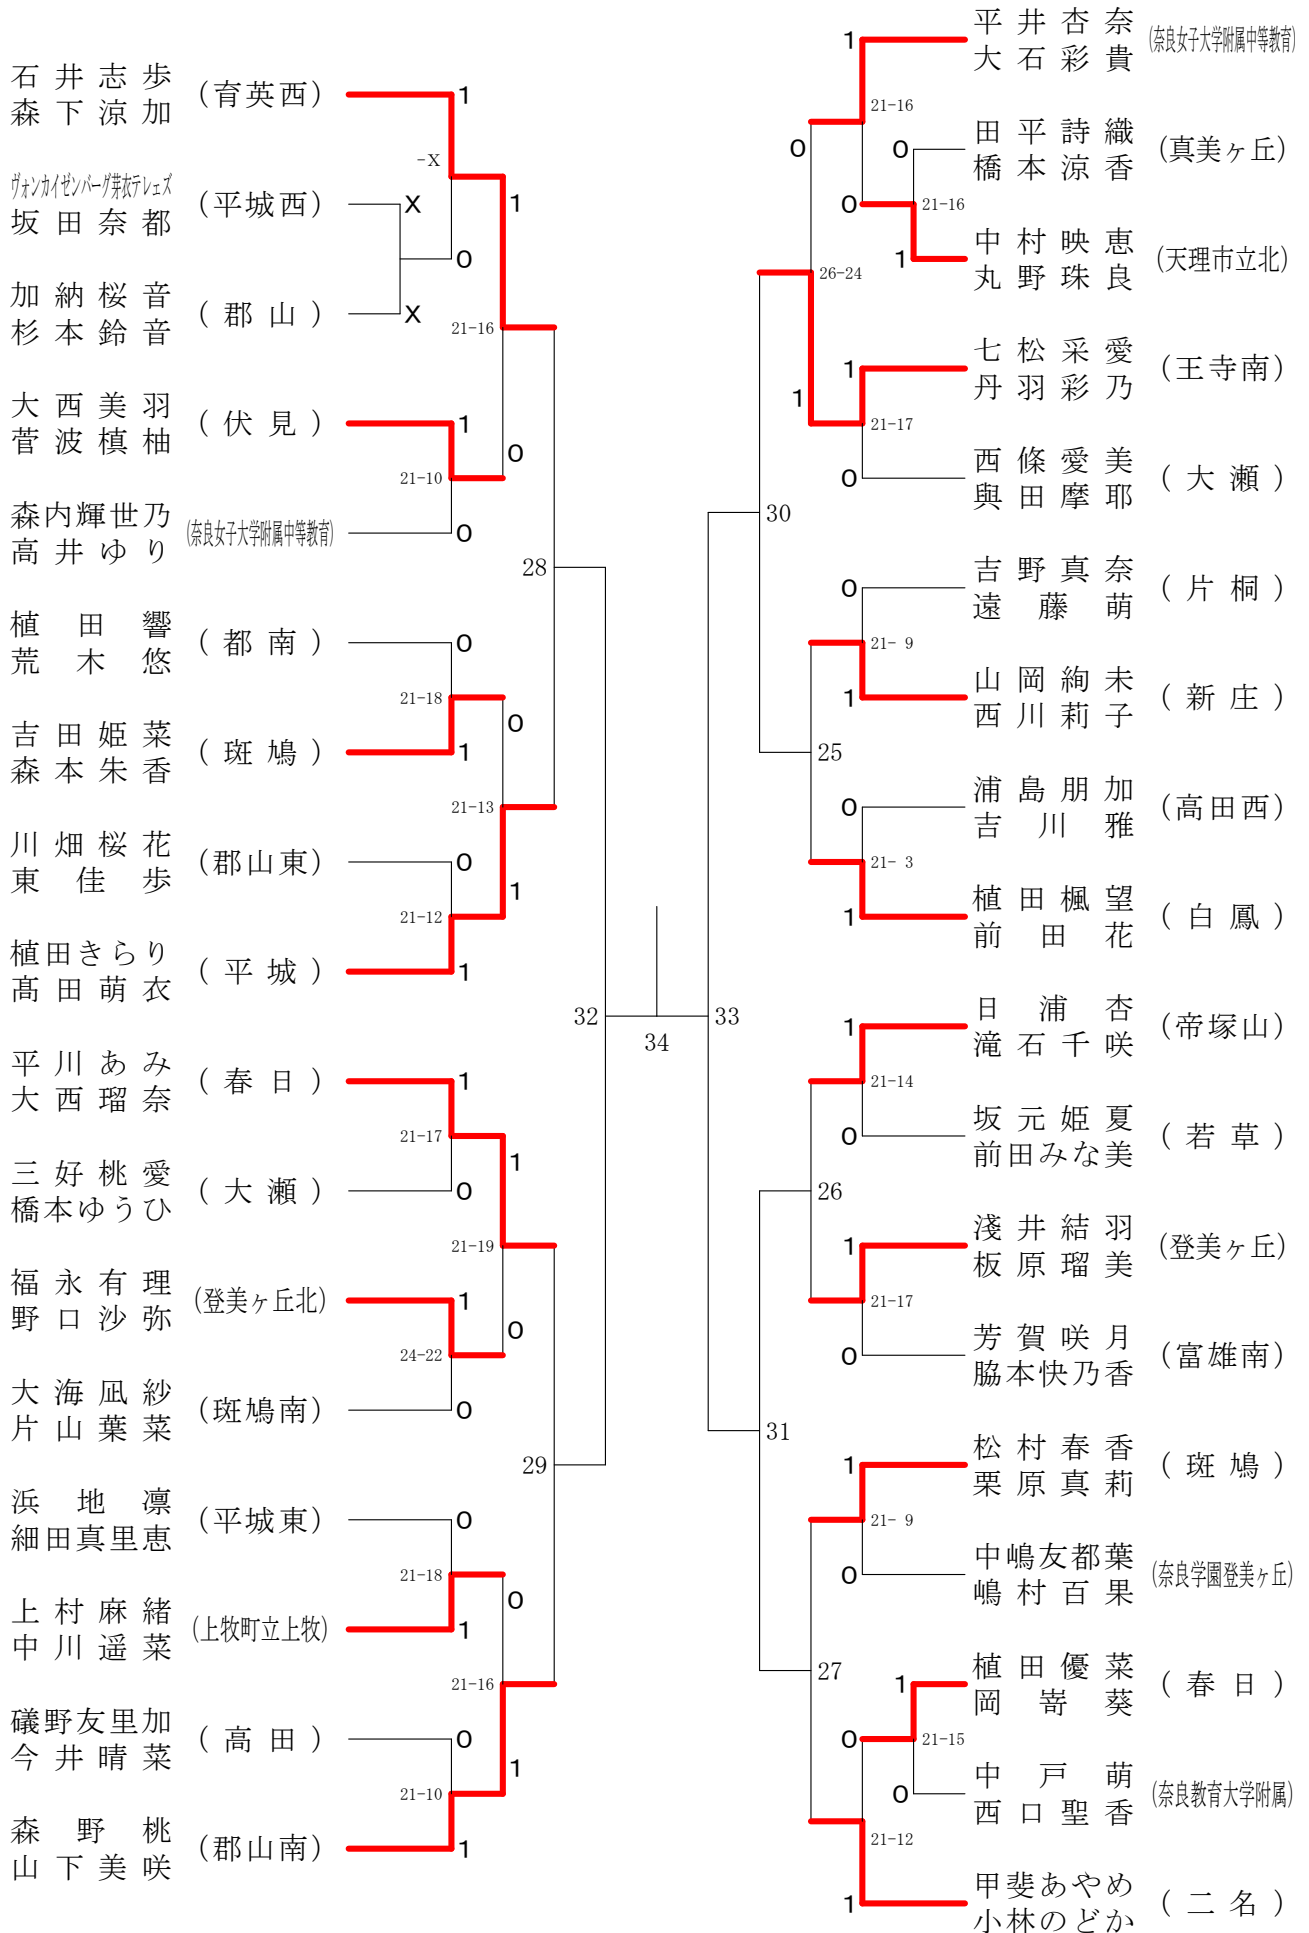 石井志歩
森下涼加
(育英西)
1
-X
ヴォンカイゼンバーグ芽衣テレェズ
坂田奈都
(平城西)
X
1
0
加納桜音
杉本鈴音
(郡山)
X
21-16
大西美羽
菅波槙柚
(伏見)
1
0
21-10
森内輝世乃
高井ゆり
(奈良女子大学附属中等教育)
0
28
植田響
荒木悠
(都南)
0
21-18
0
吉田姫菜
森本朱香
(斑鳩)
1
21-13
川畑桜花
東佳歩
(郡山東)
0
1
21-12
植田きらり
髙田萌衣
(平城)
1
32
平川あみ
大西瑠奈
(春日)
1
21-17
1
三好桃愛
橋本ゆうひ
(大瀬)
0
21-19
福永有理
野口沙弥
(登美ヶ丘北)
1
0
24-22
大海凪紗
片山葉菜
(斑鳩南)
0
29
浜地凛
細田真里恵
(平城東)
0
21-18
0
上村麻緒
中川遥菜
(上牧町立上牧)
1
21-16
礒野友里加
今井晴菜
(高田)
0
1
21-10
森野桃
山下美咲
(郡山南)
1
34
1
平井杏奈
大石彩貴
(奈良女子大学附属中等教育)
21-16
0
0
田平詩織
橋本涼香
(真美ヶ丘)
0
21-16
1
中村映恵
丸野珠良
(天理市立北)
26-24
1
七松采愛
丹羽彩乃
(王寺南)
1
21-17
0
西條愛美
與田摩耶
(大瀬)
30
0
吉野真奈
遠藤萌
(片桐)
21- 9
1
山岡絢未
西川莉子
(新庄)
25
0
浦島朋加
吉川雅
(高田西)
21- 3
1
植田楓望
前田花
(白鳳)
33
1
日浦杏
滝石千咲
(帝塚山)
21-14
0
坂元姫夏
前田みな美
(若草)
26
1
淺井結羽
板原瑠美
(登美ヶ丘)
21-17
0
芳賀咲月
脇本快乃香
(富雄南)
31
1
松村春香
栗原真莉
(斑鳩)
21- 9
0
中嶋友都葉
嶋村百果
(奈良学園登美ヶ丘)
27
1
植田優菜
岡嵜葵
(春日)
0
21-15
0
中戸萌
西口聖香
(奈良教育大学附属)
21-12
1
甲斐あやめ
小林のどか
(二名)